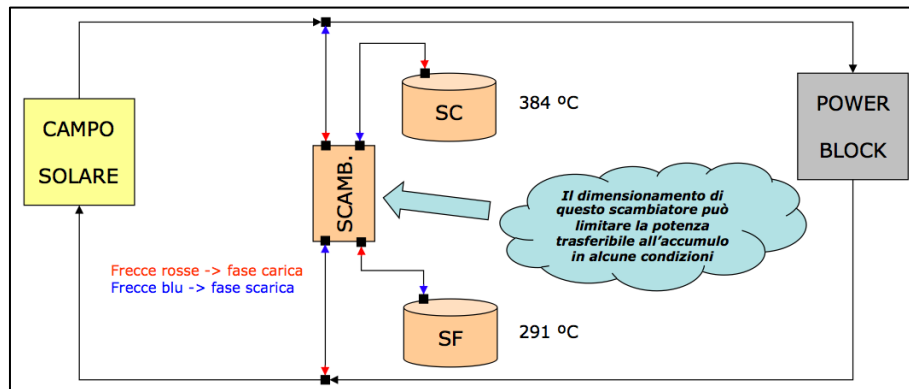 CAMPO
SOLARE
SCAMB.
SC
384 ºC
POWER
BLOCK
Il dimensionamento di
questo scambiatore può
limitare la potenza
trasferibile all'accumulo
in alcune condizioni
Frecce rosse -> fase carica
Frecce blu -> fase scarica
SF
291 ºC